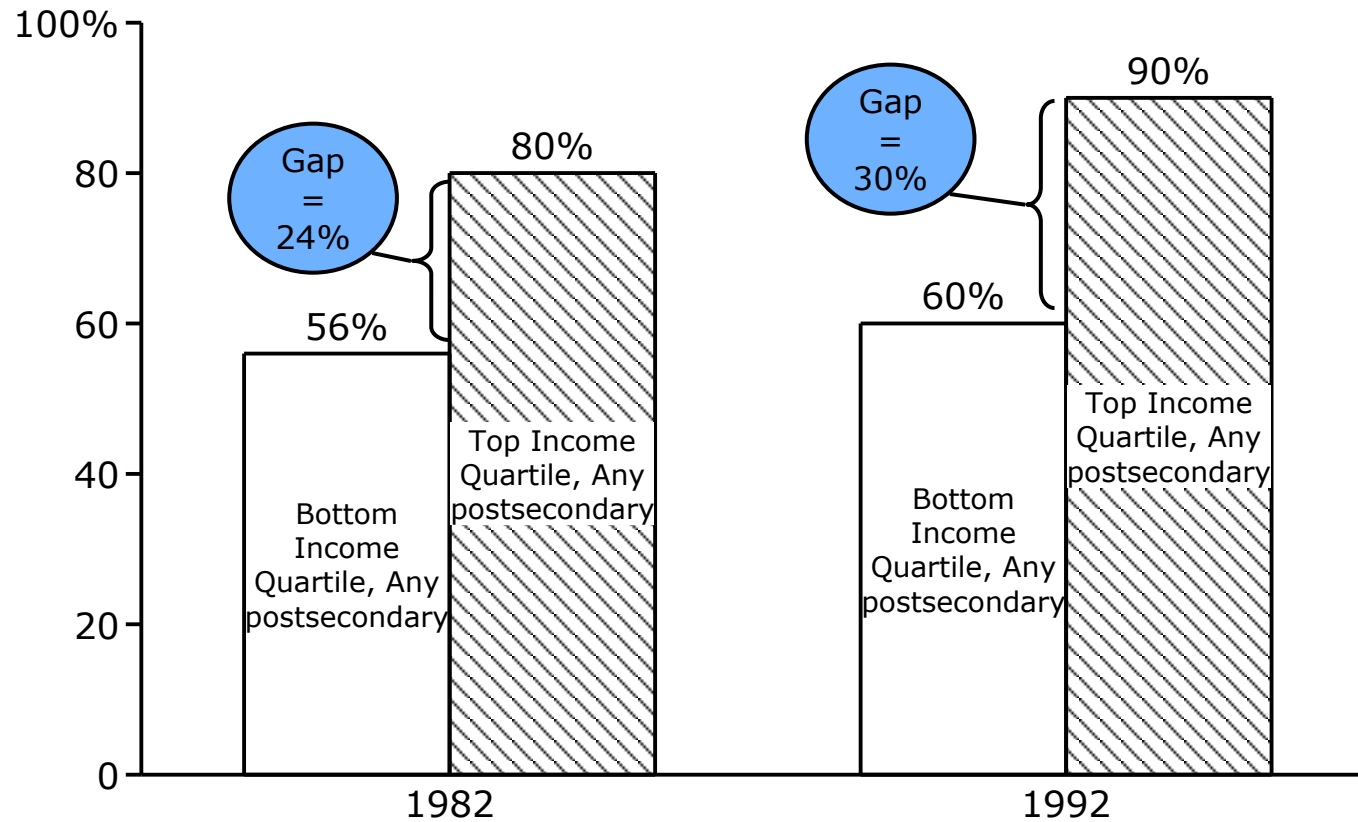 100%
80
60
40
20
0
Gap
=
24%
56%
80%
Bottom
Income
Quartile, Any
postsecondary
Top Income
Quartile, Any
postsecondary
1982
Gap
=
30%
60%
90%
Bottom
Income
Quartile, Any
postsecondary
Top Income
Quartile, Any
postsecondary
1992